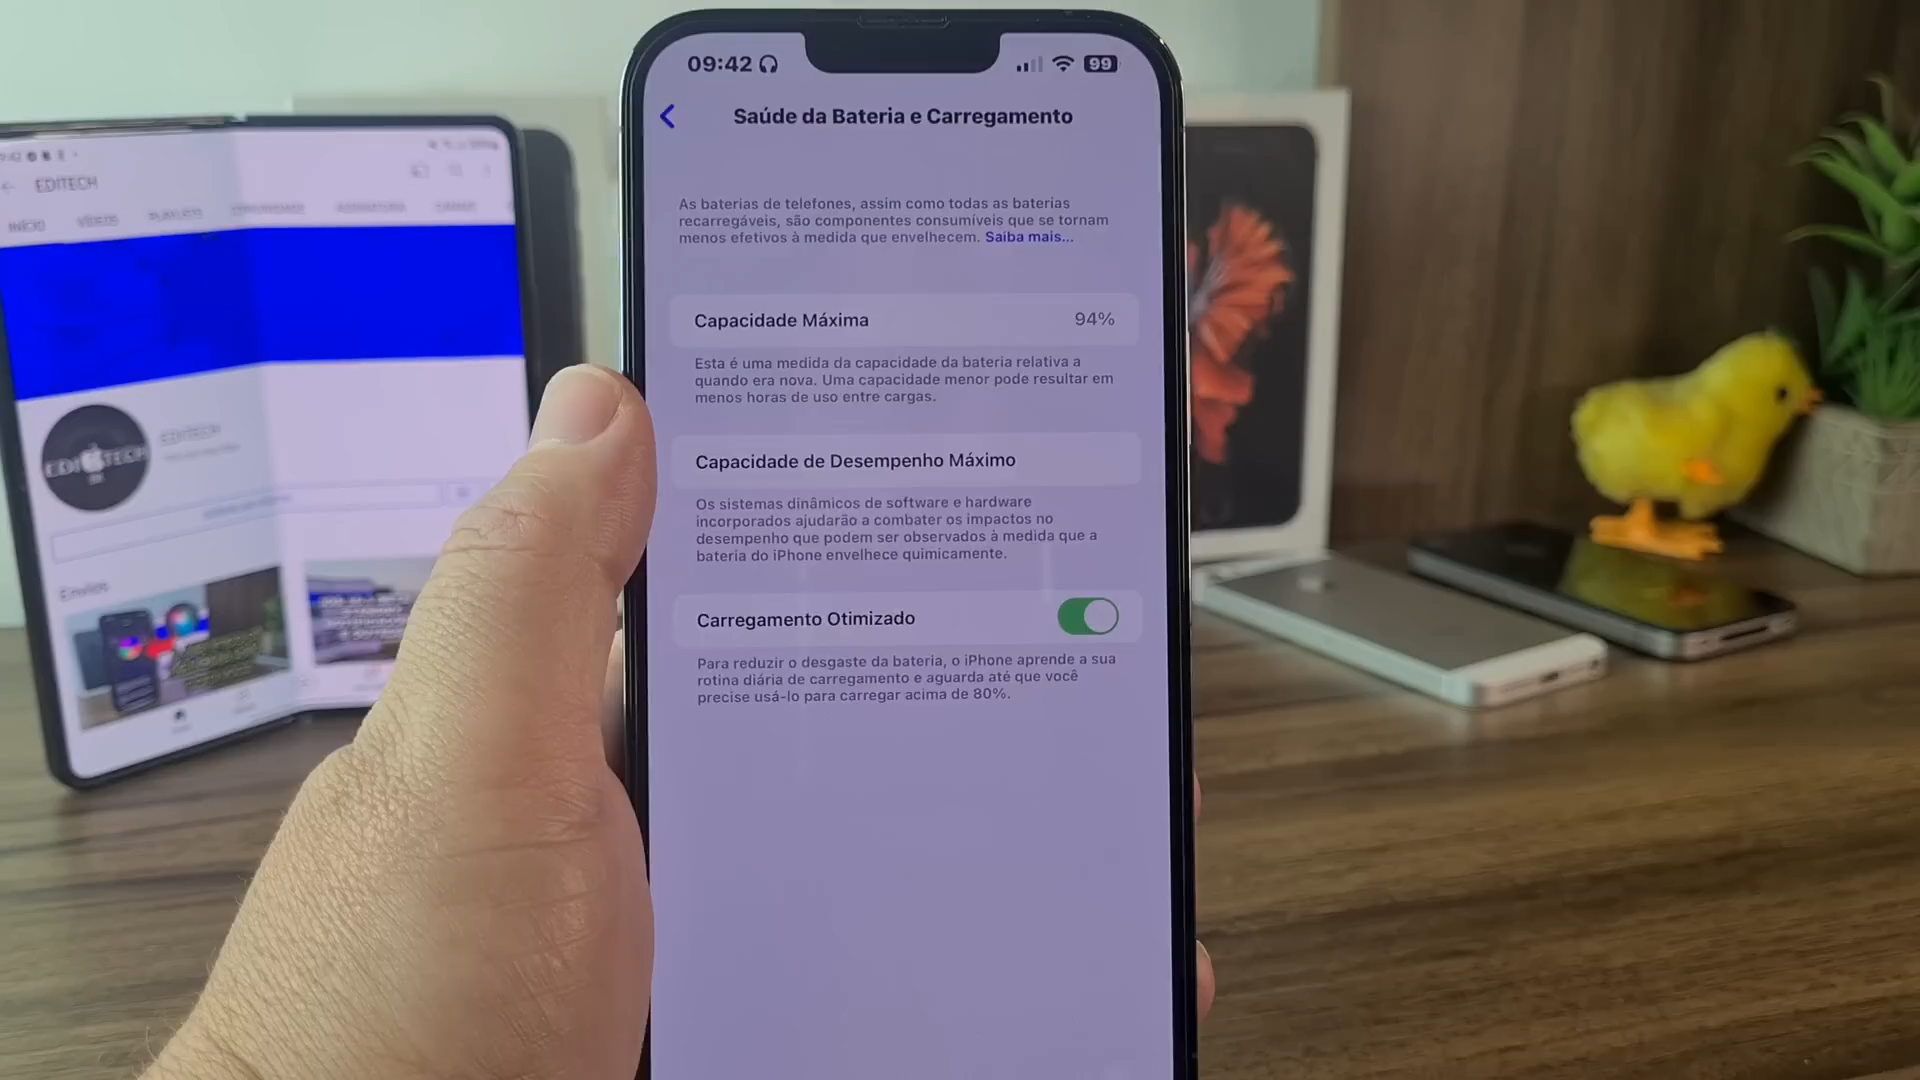 09:42
99
Saúde da Bateria e Carregamento
As baterias de telefones, assim como todas as baterias
recarregáveis, são componentes consumíveis que se tornam
menos efetivos à medida que envelhecem. Saiba mais...
Capacidade Máxima 94%
Esta é uma medida da capacidade da bateria relativa a
quando era nova. Uma capacidade menor pode resultar em
menos horas de uso entre cargas.
Capacidade de Desempenho Máximo
Os sistemas dinâmicos de software e hardware
incorporados ajudarão a combater os impactos no
desempenho que podem ser observados à medida que a
bateria do iPhone envelhece quimicamente.
Carregamento Otimizado
Para reduzir o desgaste da bateria, o iPhone aprende a sua
rotina diária de carregamento e aguarda até que você
precise usá-lo para carregar acima de 80%.
EDITECH
INÍCIO VÍDEOS PLAYLISTS
EDITECH
EDITECH
Envios